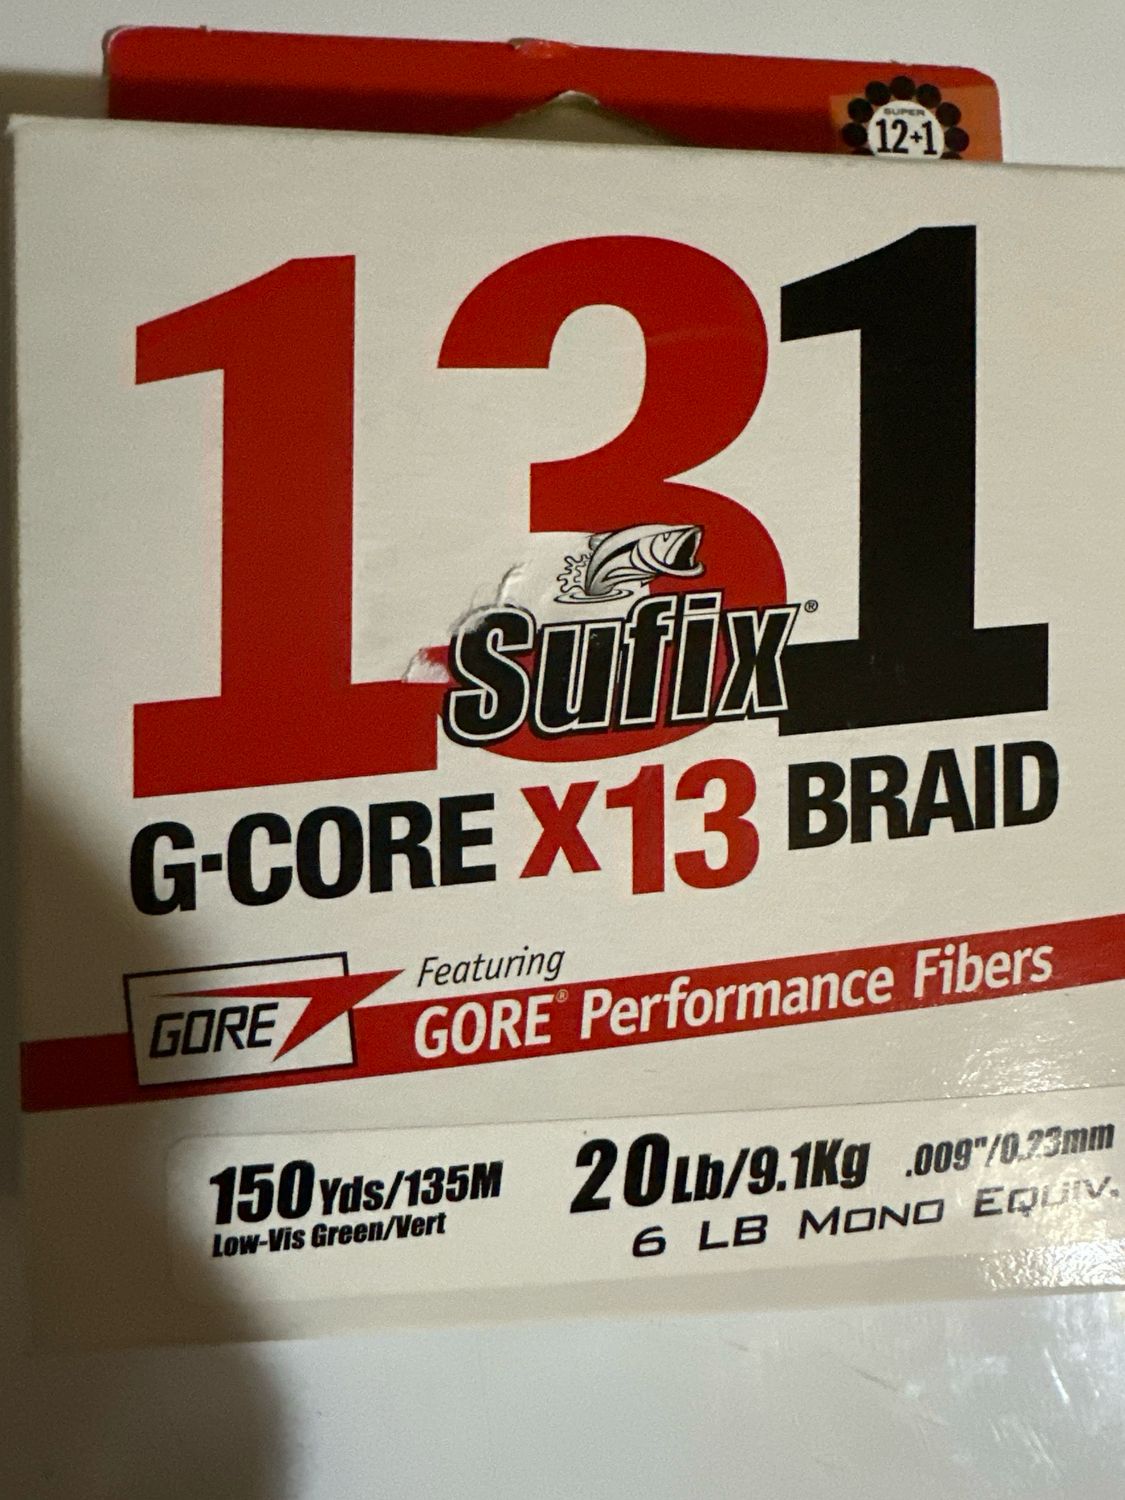 SUPER
12+1
131
Sufix®
G-CORE X13 BRAID
GORE
Featuring
GORE® Performance Fibers
150Yds/135M
Low-Vis Green/Vert
20Lb/9.1Kg .009"/0.23mm
6 LB MONO EQUIV.